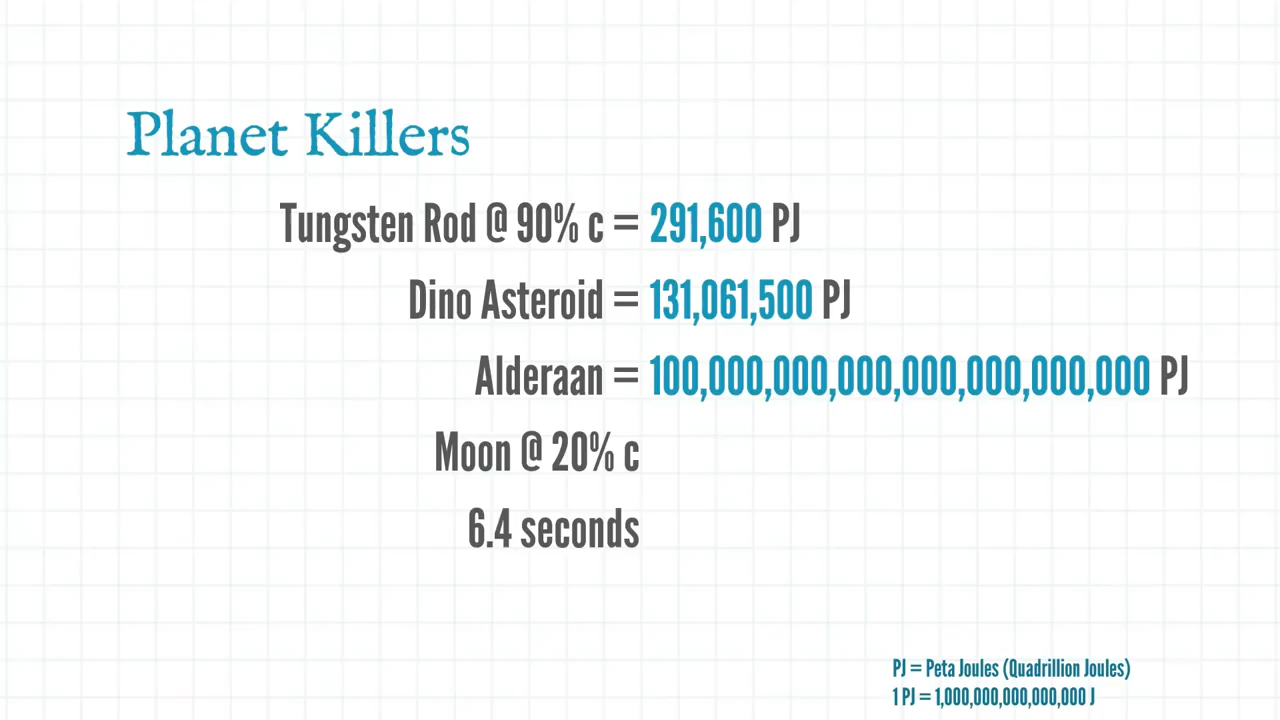 Planet Killers
Tungsten Rod @ 90% c = 291,600 PJ
Dino Asteroid = 131,061,500 PJ
Alderaan = 100,000,000,000,000,000,000,000 PJ
Moon @ 20% c
6.4 seconds
PJ = Peta Joules (Quadrillion Joules)
1 PJ = 1,000,000,000,000,000 J